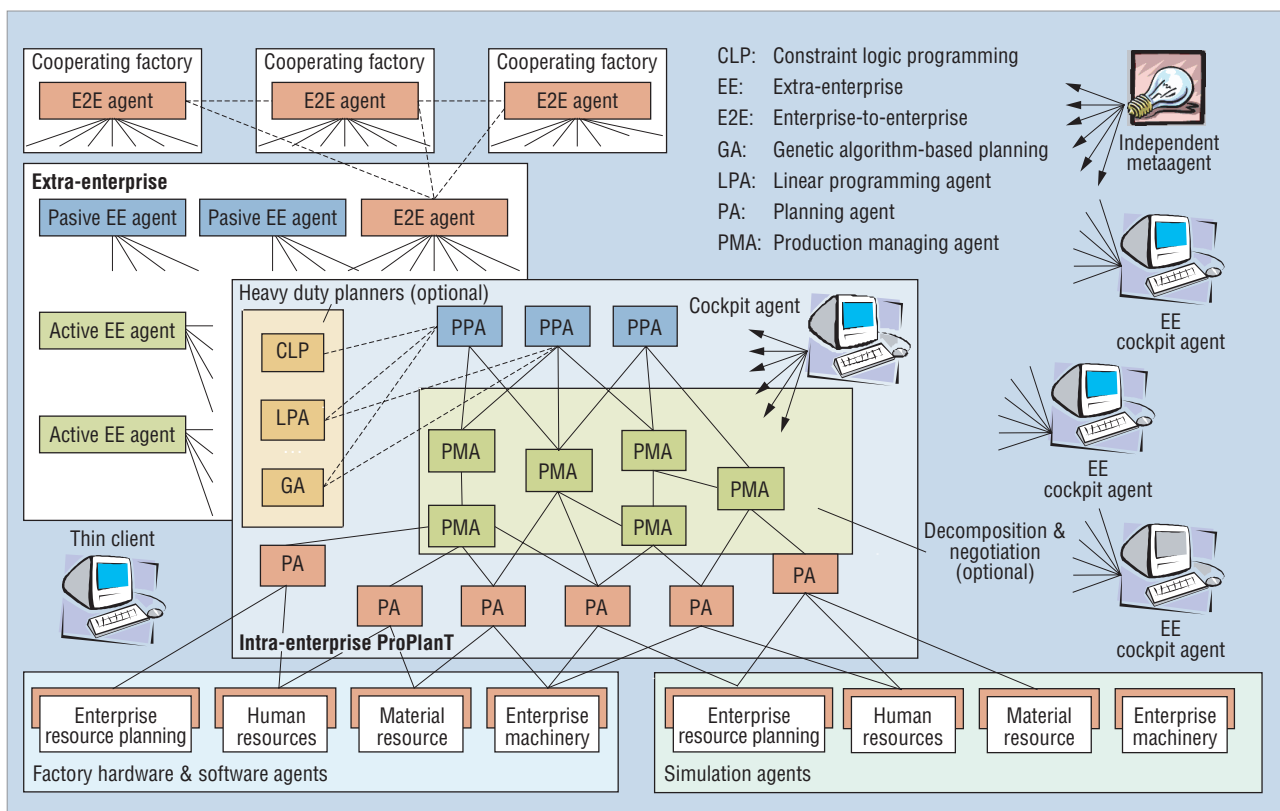 Cooperating factory
E2E agent
Cooperating factory
E2E agent
Cooperating factory
E2E agent
CLP: Constraint logic programming
EE: Extra-enterprise
E2E: Enterprise-to-enterprise
GA: Genetic algorithm-based planning
LPA: Linear programming agent
PA: Planning agent
PMA: Production managing agent
Independent
metaagent
Extra-enterprise
Pasive EE agent
Pasive EE agent
E2E agent
Active EE agent
Active EE agent
EE
cockpit agent
Heavy duty planners (optional)
CLP
LPA
...
GA
PPA
PPA
PPA
Cockpit agent
PMA
PMA
PMA
PMA
PMA
PMA
EE
cockpit agent
Decomposition &
negotiation
(optional)
Thin client
PA
PA
PA
PA
PA
PA
Intra-enterprise ProPlanT
EE
cockpit agent
Enterprise
resource planning
Human
resources
Material
resource
Enterprise
machinery
Factory hardware & software agents
Enterprise
resource planning
Human
resources
Material
resource
Enterprise
machinery
Simulation agents